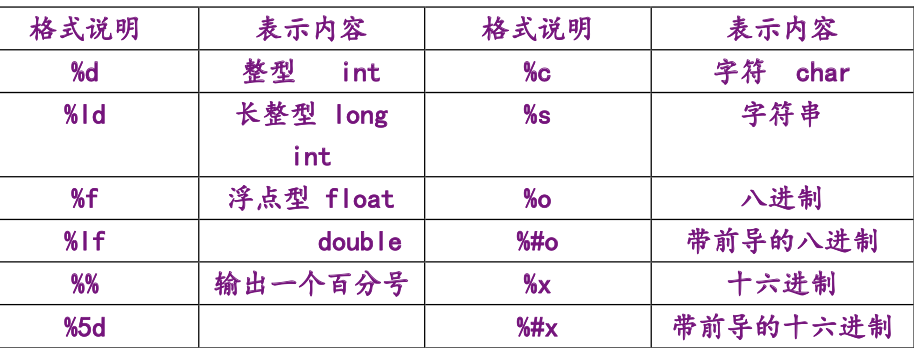 格式说明 表示内容 格式说明 表示内容
%d 整型 int %c 字符 char
%ld 长整型 long %s 字符串
int
%f 浮点型 float %o 八进制
%lf double %#o 带前导的八进制
%% 输出一个百分号 %x 十六进制
%5d %#x 带前导的十六进制